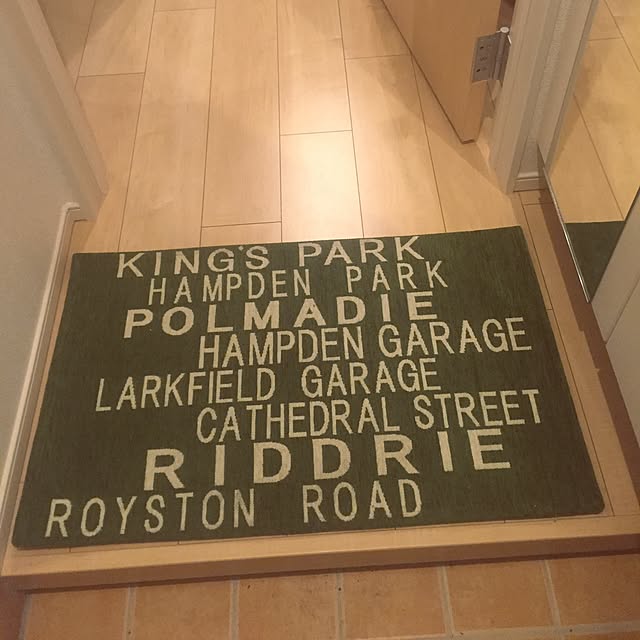 KING'S PARK
HAMPDEN PARK
POLMADIE
HAMPDEN GARAGE
LARKFIELD GARAGE
CATHEDRAL STREET
RIDDRIE
ROYSTON ROAD